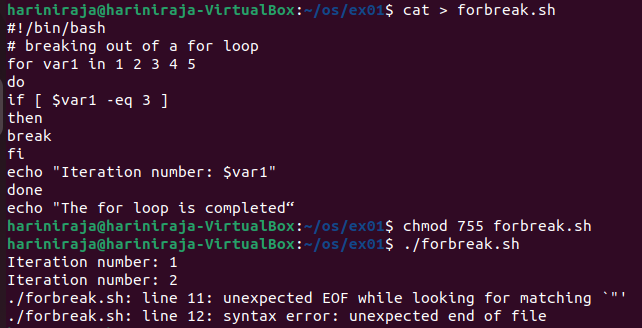 hariniraja@hariniraja-VirtualBox:~/os/ex01$ cat > forbreak.sh
#!/bin/bash
# breaking out of a for loop
for var1 in 1 2 3 4 5
do
if [ $var1 -eq 3 ]
then
break
fi
echo "Iteration number: $var1"
done
echo "The for loop is completed“
hariniraja@hariniraja-VirtualBox:~/os/ex01$ chmod 755 forbreak.sh
hariniraja@hariniraja-VirtualBox:~/os/ex01$ ./forbreak.sh
Iteration number: 1
Iteration number: 2
./forbreak.sh: line 11: unexpected EOF while looking for matching `"'
./forbreak.sh: line 12: syntax error: unexpected end of file